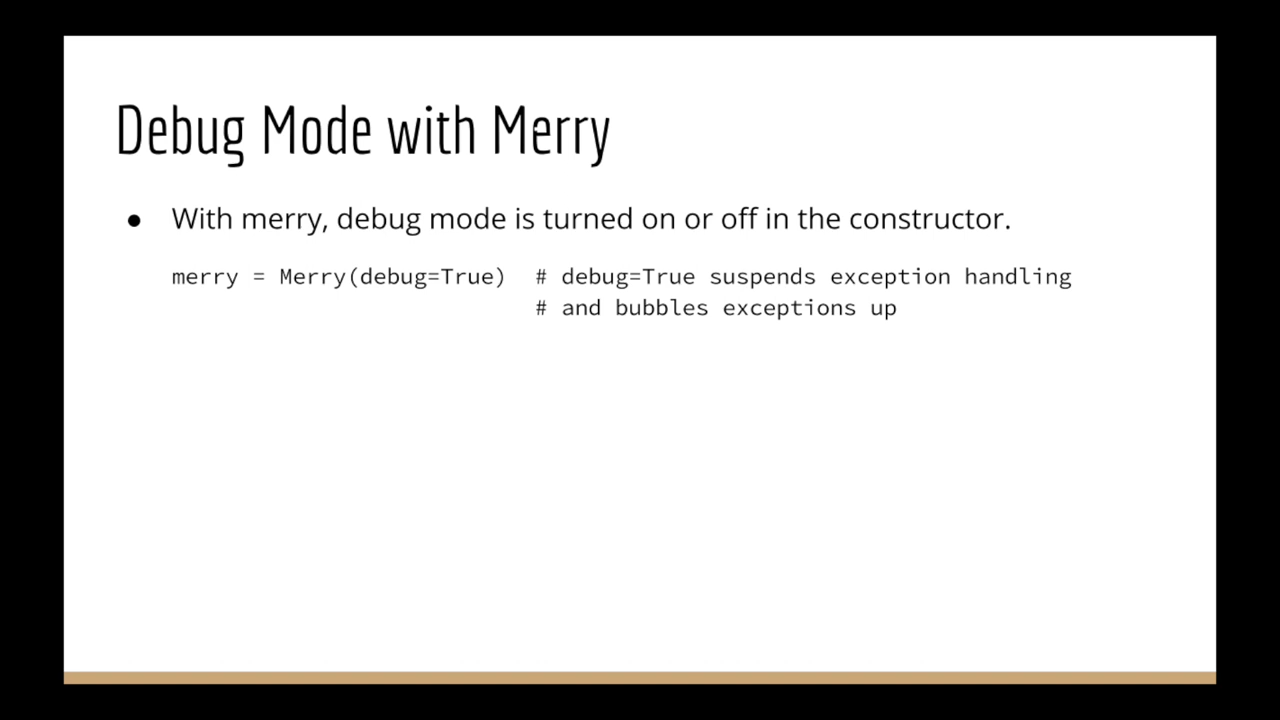 Debug Mode with Merry
● With merry, debug mode is turned on or off in the constructor.
merry = Merry(debug=True)  # debug=True suspends exception handling
# and bubbles exceptions up